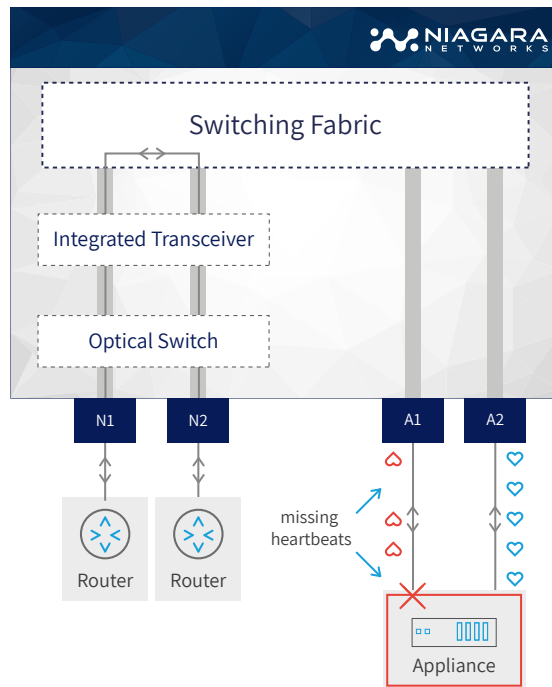 NIAGARA
NETWORKS
Switching Fabric
Integrated Transceiver
Optical Switch
N1
N2
A1
A2
missing
heartbeats
Router
Router
Appliance